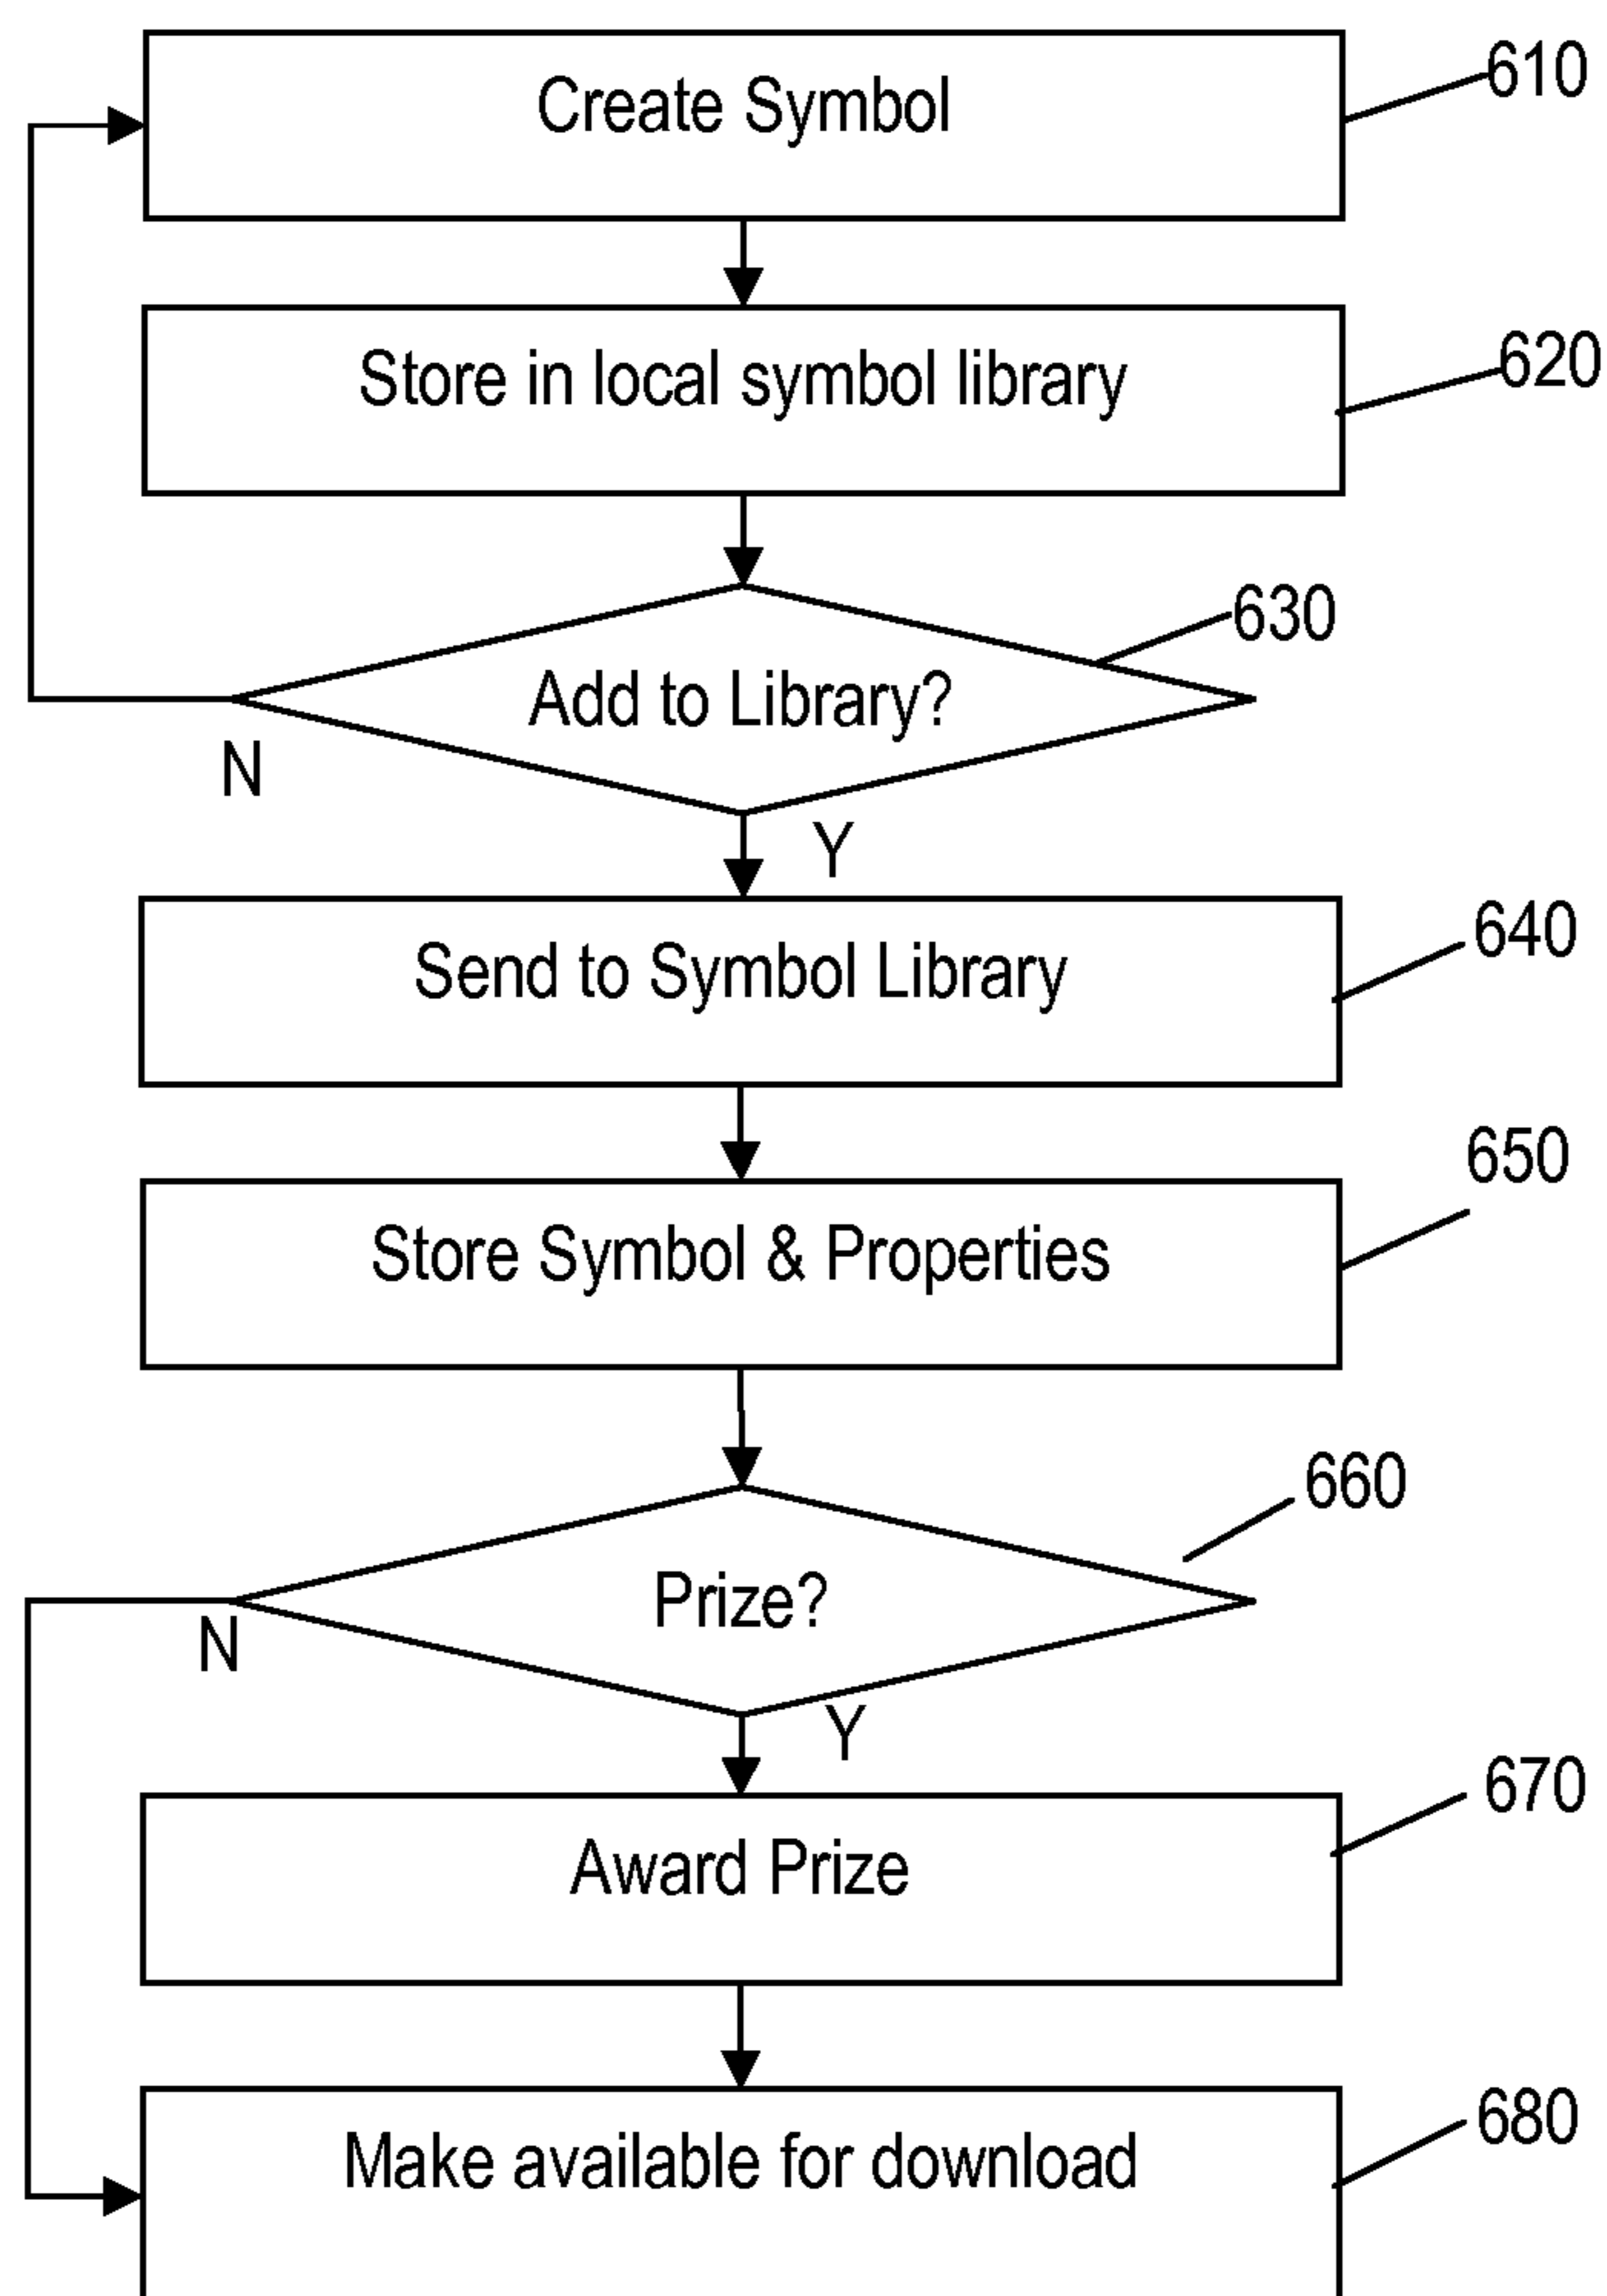 Create Symbol
610
Store in local symbol library
620
630
Add to Library?
N
Y
Send to Symbol Library
640
650
Store Symbol & Properties
660
Prize?
N
Y
670
Award Prize
680
Make available for download